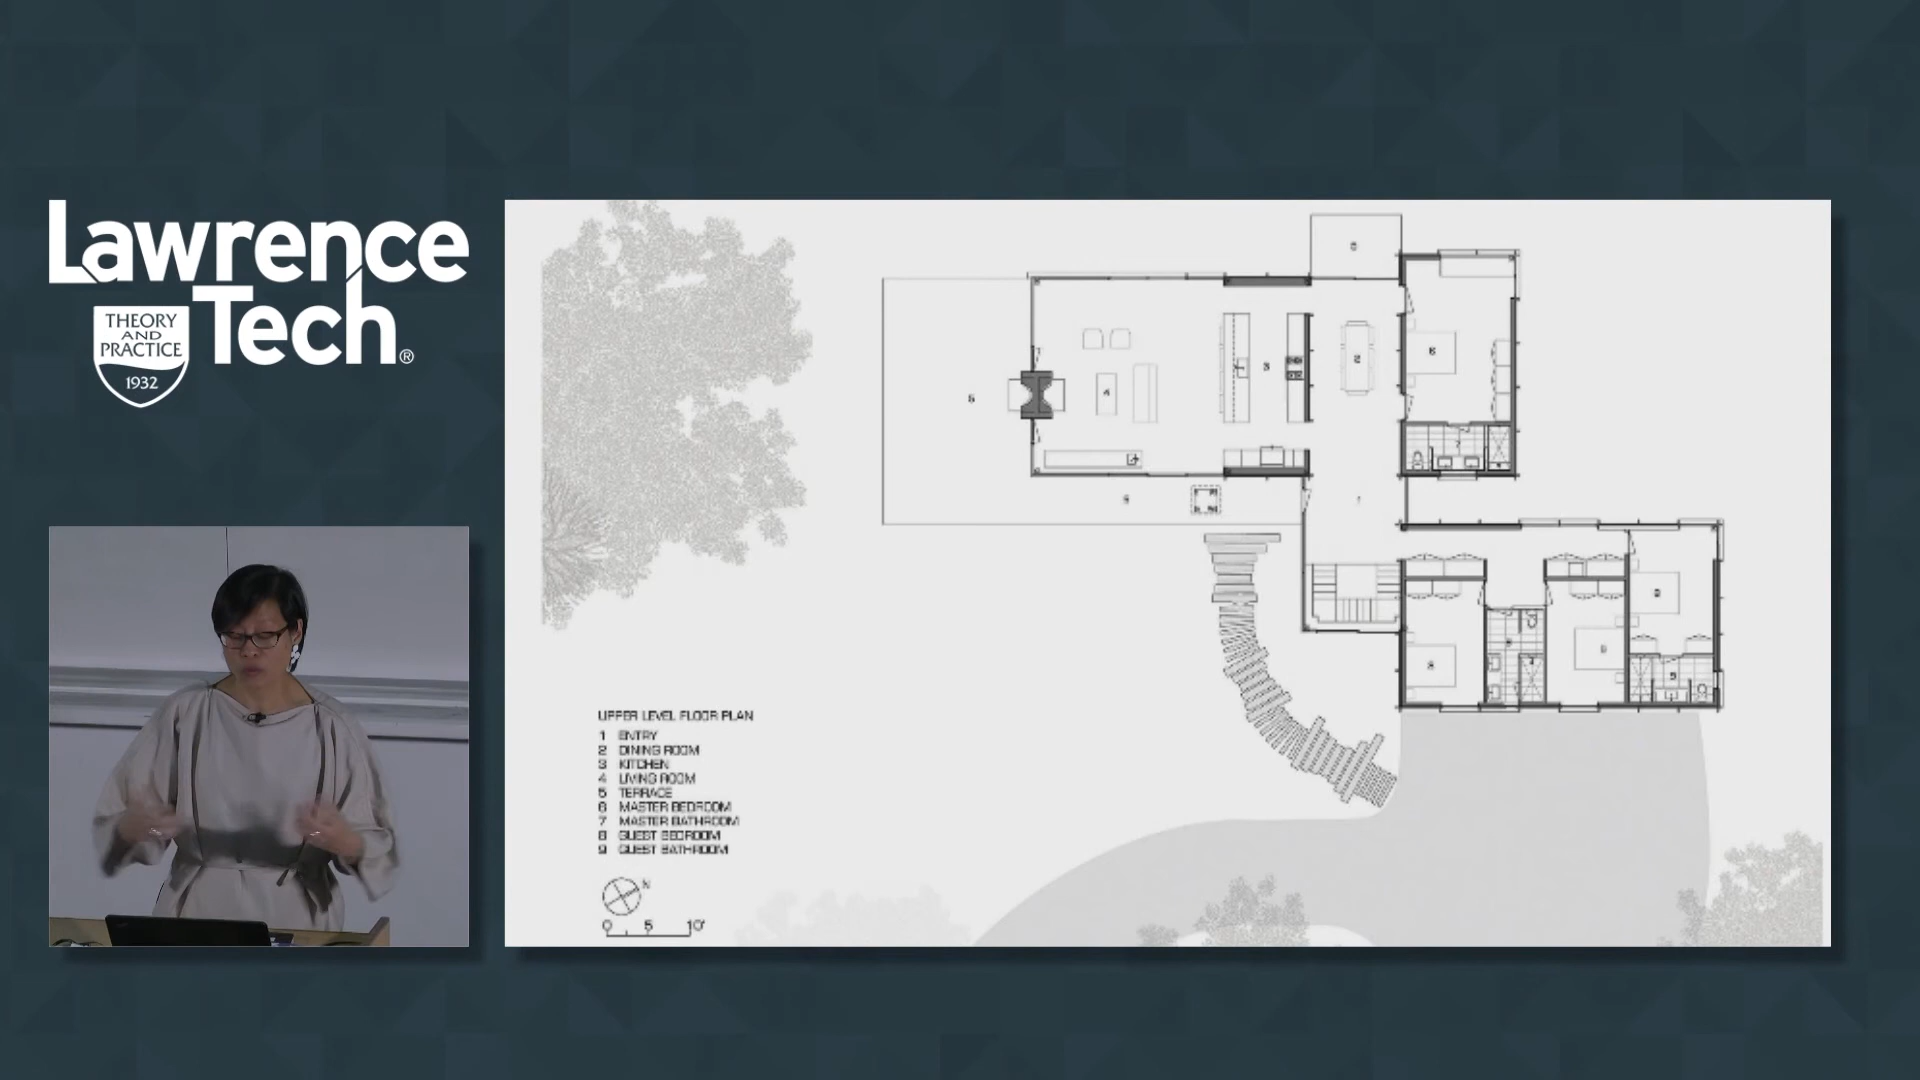 Lawrence
Tech®
THEORY
AND
PRACTICE
1932
UPPER LEVEL FLOOR PLAN
1 ENTRY
2 DINING ROOM
3 KITCHEN
4 LIVING ROOM
5 TERRACE
6 MASTER BEDROOM
7 MASTER BATHROOM
8 GUEST BEDROOM
9 GUEST BATHROOM
N
0 5 10'